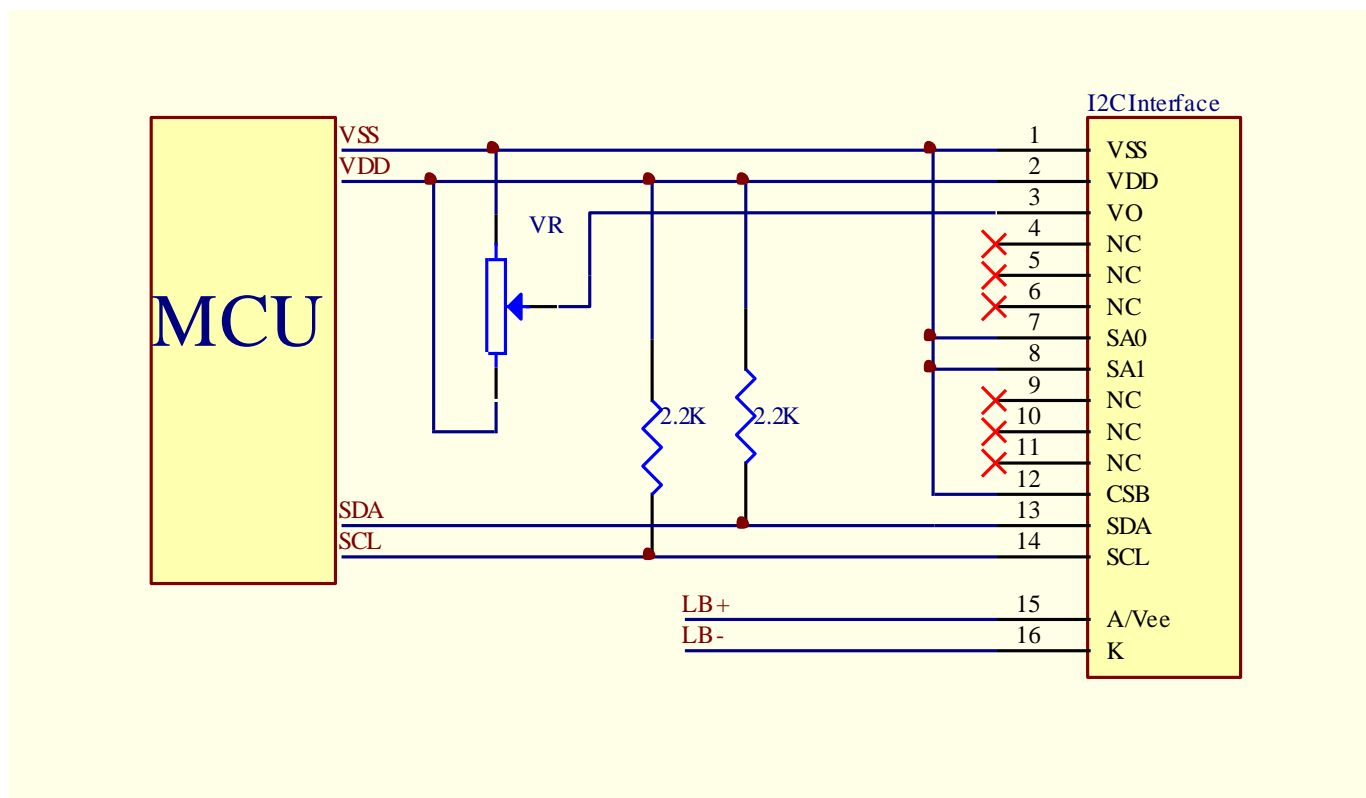 I2CInterface
VSS 1 VSS
VDD 2 VDD
3 VO
VR 4 NC
5 NC
MCU 6 NC
7 SA0
8 SA1
9 NC
2.2K 2.2K 10 NC
11 NC
12 CSB
SDA 13 SDA
SCL 14 SCL
LB+ 15 A/Vee
LB- 16 K